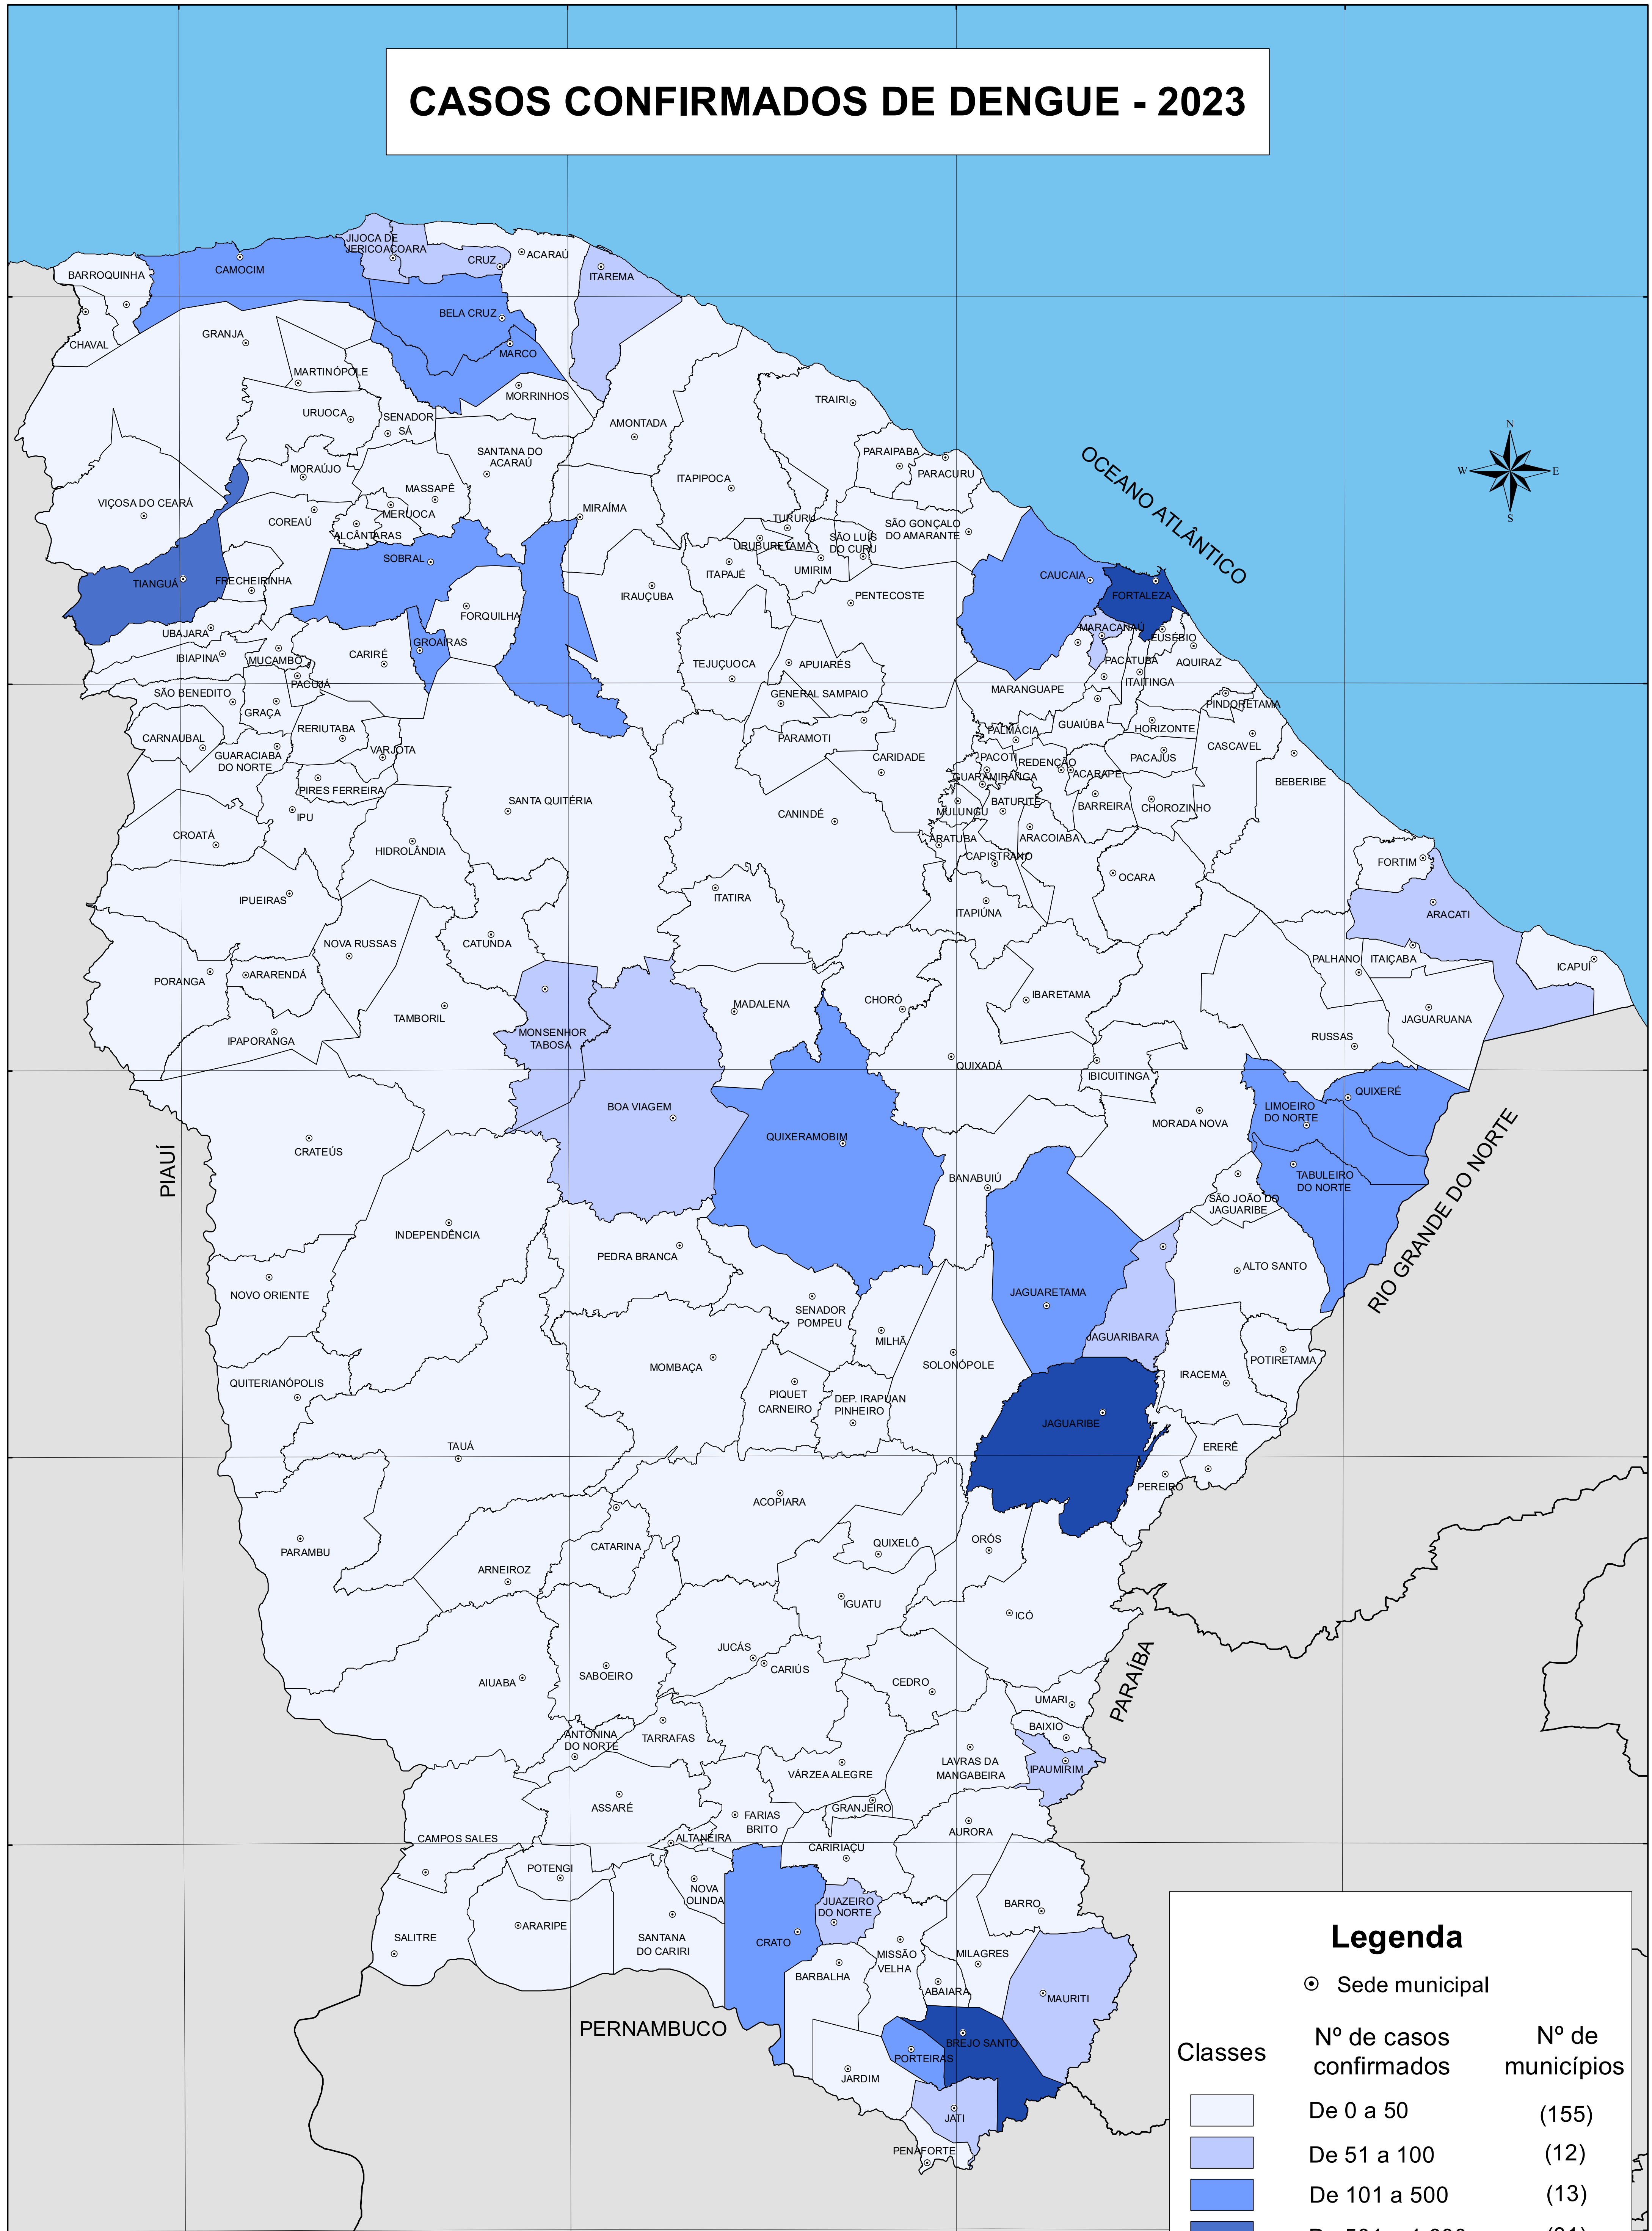 CASOS CONFIRMADOS DE DENGUE - 2023
JIJOCA DE
JERICOACOARA
CRUZ
ACARAÚ
BARROQUINHA
CAMOCIM
ITAREMA
BELA CRUZ
CHAVAL
GRANJA
MARCO
MARTINÓPOLE
MORRINHOS
TRAIRI
URUOCA
SENADOR
SÁ
AMONTADA
N
W
E
S
OCEANO ATLÂNTICO
SANTANA DO
ACARAÚ
PARAIPABA
PARACURU
MORAÚJO
ITAPIPOCA
MASSAPÊ
VIÇOSA DO CEARÁ
MERUOCA
MIRAÍMA
COREAÚ
TURURU
SÃO GONÇALO
DO AMARANTE
ALCÂNTARAS
URUBURETAMA
SÃO LUÍS
DO CURU
SOBRAL
UMIRIM
TIANGUÁ
FRECHEIRINHA
ITAPAJÉ
CAUCAIA
IRAUÇUBA
PENTECOSTE
FORTALEZA
FORQUILHA
UBAJARA
MARACANAÚ
EUSÉBIO
GROAÍRAS
IBIAPINA
MUCAMBO
CARIRÉ
TEJUÇUOCA
APUIARÉS
PACATUBA
AQUIRAZ
PACUJÁ
ITAITINGA
SÃO BENEDITO
GENERAL SAMPAIO
MARANGUAPE
PINDORETAMA
GRAÇA
GUAIÚBA
HORIZONTE
RERIUTABA
PALMÁCIA
CARNAUBAL
PARAMOTI
CASCAVEL
GUARACIABA
DO NORTE
VARJOTA
CARIDADE
PACOTI
REDENÇÃO
PACAJUS
GUARAMIRANGA
ACARAPE
BEBERIBE
PIRES FERREIRA
SANTA QUITÉRIA
IPU
CANINDÉ
MULUNGU
BATURITÉ
BARREIRA
CHOROZINHO
CROATÁ
HIDROLÂNDIA
ARATUBA
ARACOIABA
CAPISTRANO
FORTIM
OCARA
IPUEIRAS
ITATIRA
ITAPIÚNA
ARACATI
NOVA RUSSAS
CATUNDA
PALHANO
ITAIÇABA
ICAPUÍ
PORANGA
ARARENDÁ
MADALENA
CHORÓ
IBARETAMA
TAMBORIL
MONSENHOR
TABOSA
JAGUARUANA
IPAPORANGA
RUSSAS
QUIXADÁ
IBICUITINGA
QUIXERÉ
BOA VIAGEM
LIMOEIRO
DO NORTE
QUIXERAMOBIM
MORADA NOVA
CRATEÚS
PIAUÍ
BANABUIÚ
TABULEIRO
DO NORTE
SÃO JOÃO DO
JAGUARIBE
RIO GRANDE DO NORTE
INDEPENDÊNCIA
PEDRA BRANCA
ALTO SANTO
NOVO ORIENTE
JAGUARETAMA
SENADOR
POMPEU
MILHÃ
JAGUARIBARA
SOLONÓPOLE
POTIRETAMA
MOMBAÇA
IRACEMA
QUITERIANÓPOLIS
PIQUET
CARNEIRO
DEP. IRAPUAN
PINHEIRO
JAGUARIBE
TAUÁ
ERERÊ
PEREIRO
ACOPIARA
QUIXELÔ
ORÓS
PARAMBU
CATARINA
ARNEIROZ
IGUATU
ICÓ
JUCÁS
CARIÚS
SABOEIRO
AIUABA
CEDRO
PARAÍBA
UMARI
BAIXIO
ANTONINA
DO NORTE
TARRAFAS
LAVRAS DA
MANGABEIRA
IPAUMIRIM
VÁRZEA ALEGRE
ASSARÉ
FARIAS
BRITO
GRANJEIRO
AURORA
CAMPOS SALES
ALTANEIRA
CARIRIAÇU
POTENGI
NOVA
OLINDA
JUAZEIRO
DO NORTE
BARRO
ARARIPE
SALITRE
SANTANA
DO CARIRI
CRATO
MISSÃO
VELHA
MILAGRES
BARBALHA
ABAIARA
MAURITI
PERNAMBUCO
BREJO SANTO
PORTEIRAS
JARDIM
JATI
PENAFORTE
Legenda
Sede municipal
Classes
Nº de casos
confirmados
Nº de
municípios
De 0 a 50
(155)
De 51 a 100
(12)
De 101 a 500
(13)